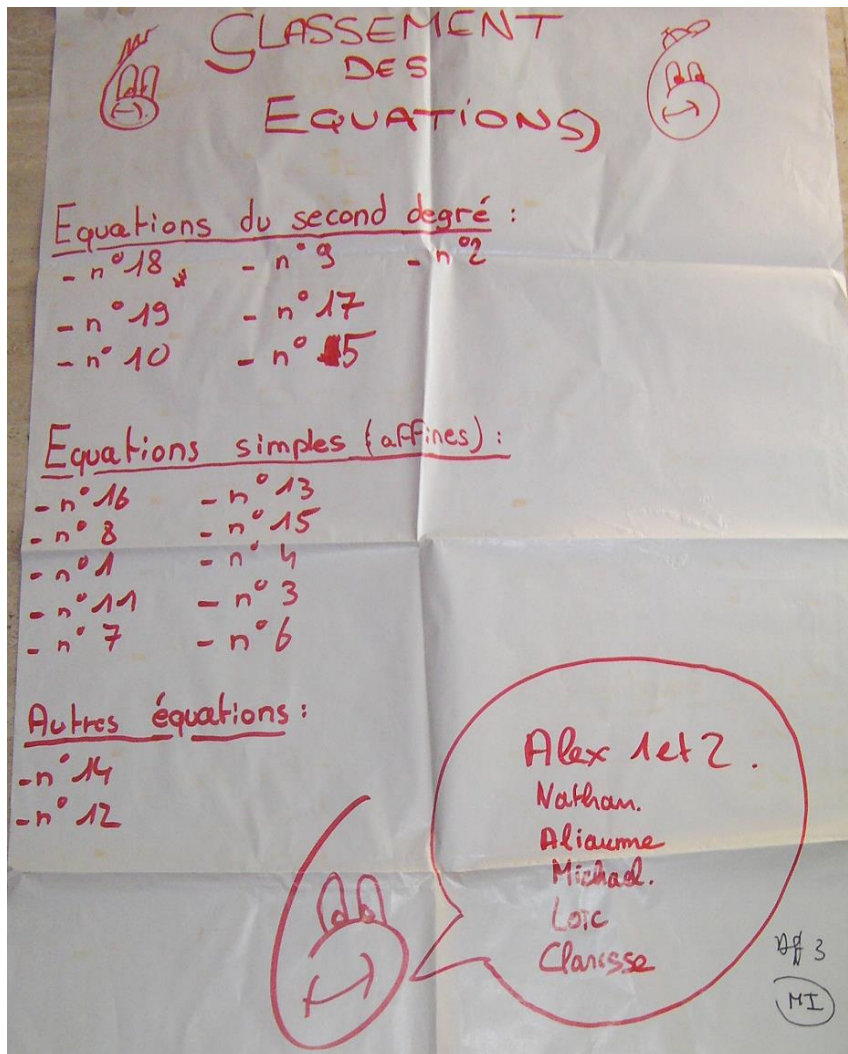 CLASSEMENT
DES
EQUATIONS
Equations du second degré :
- n°18 - n°9 - n°2
- n°19 - n°17
- n°10 - n°5
Equations simples (affines) :
- n°16 - n°13
- n°8 - n°15
- n°1 - n°4
- n°11 - n°3
- n°7 - n°6
Autres équations :
- n°14
- n°12
Alex 1 et 2.
Nathan.
Aliaume
Michael.
Loïc
Clarisse
3
MI